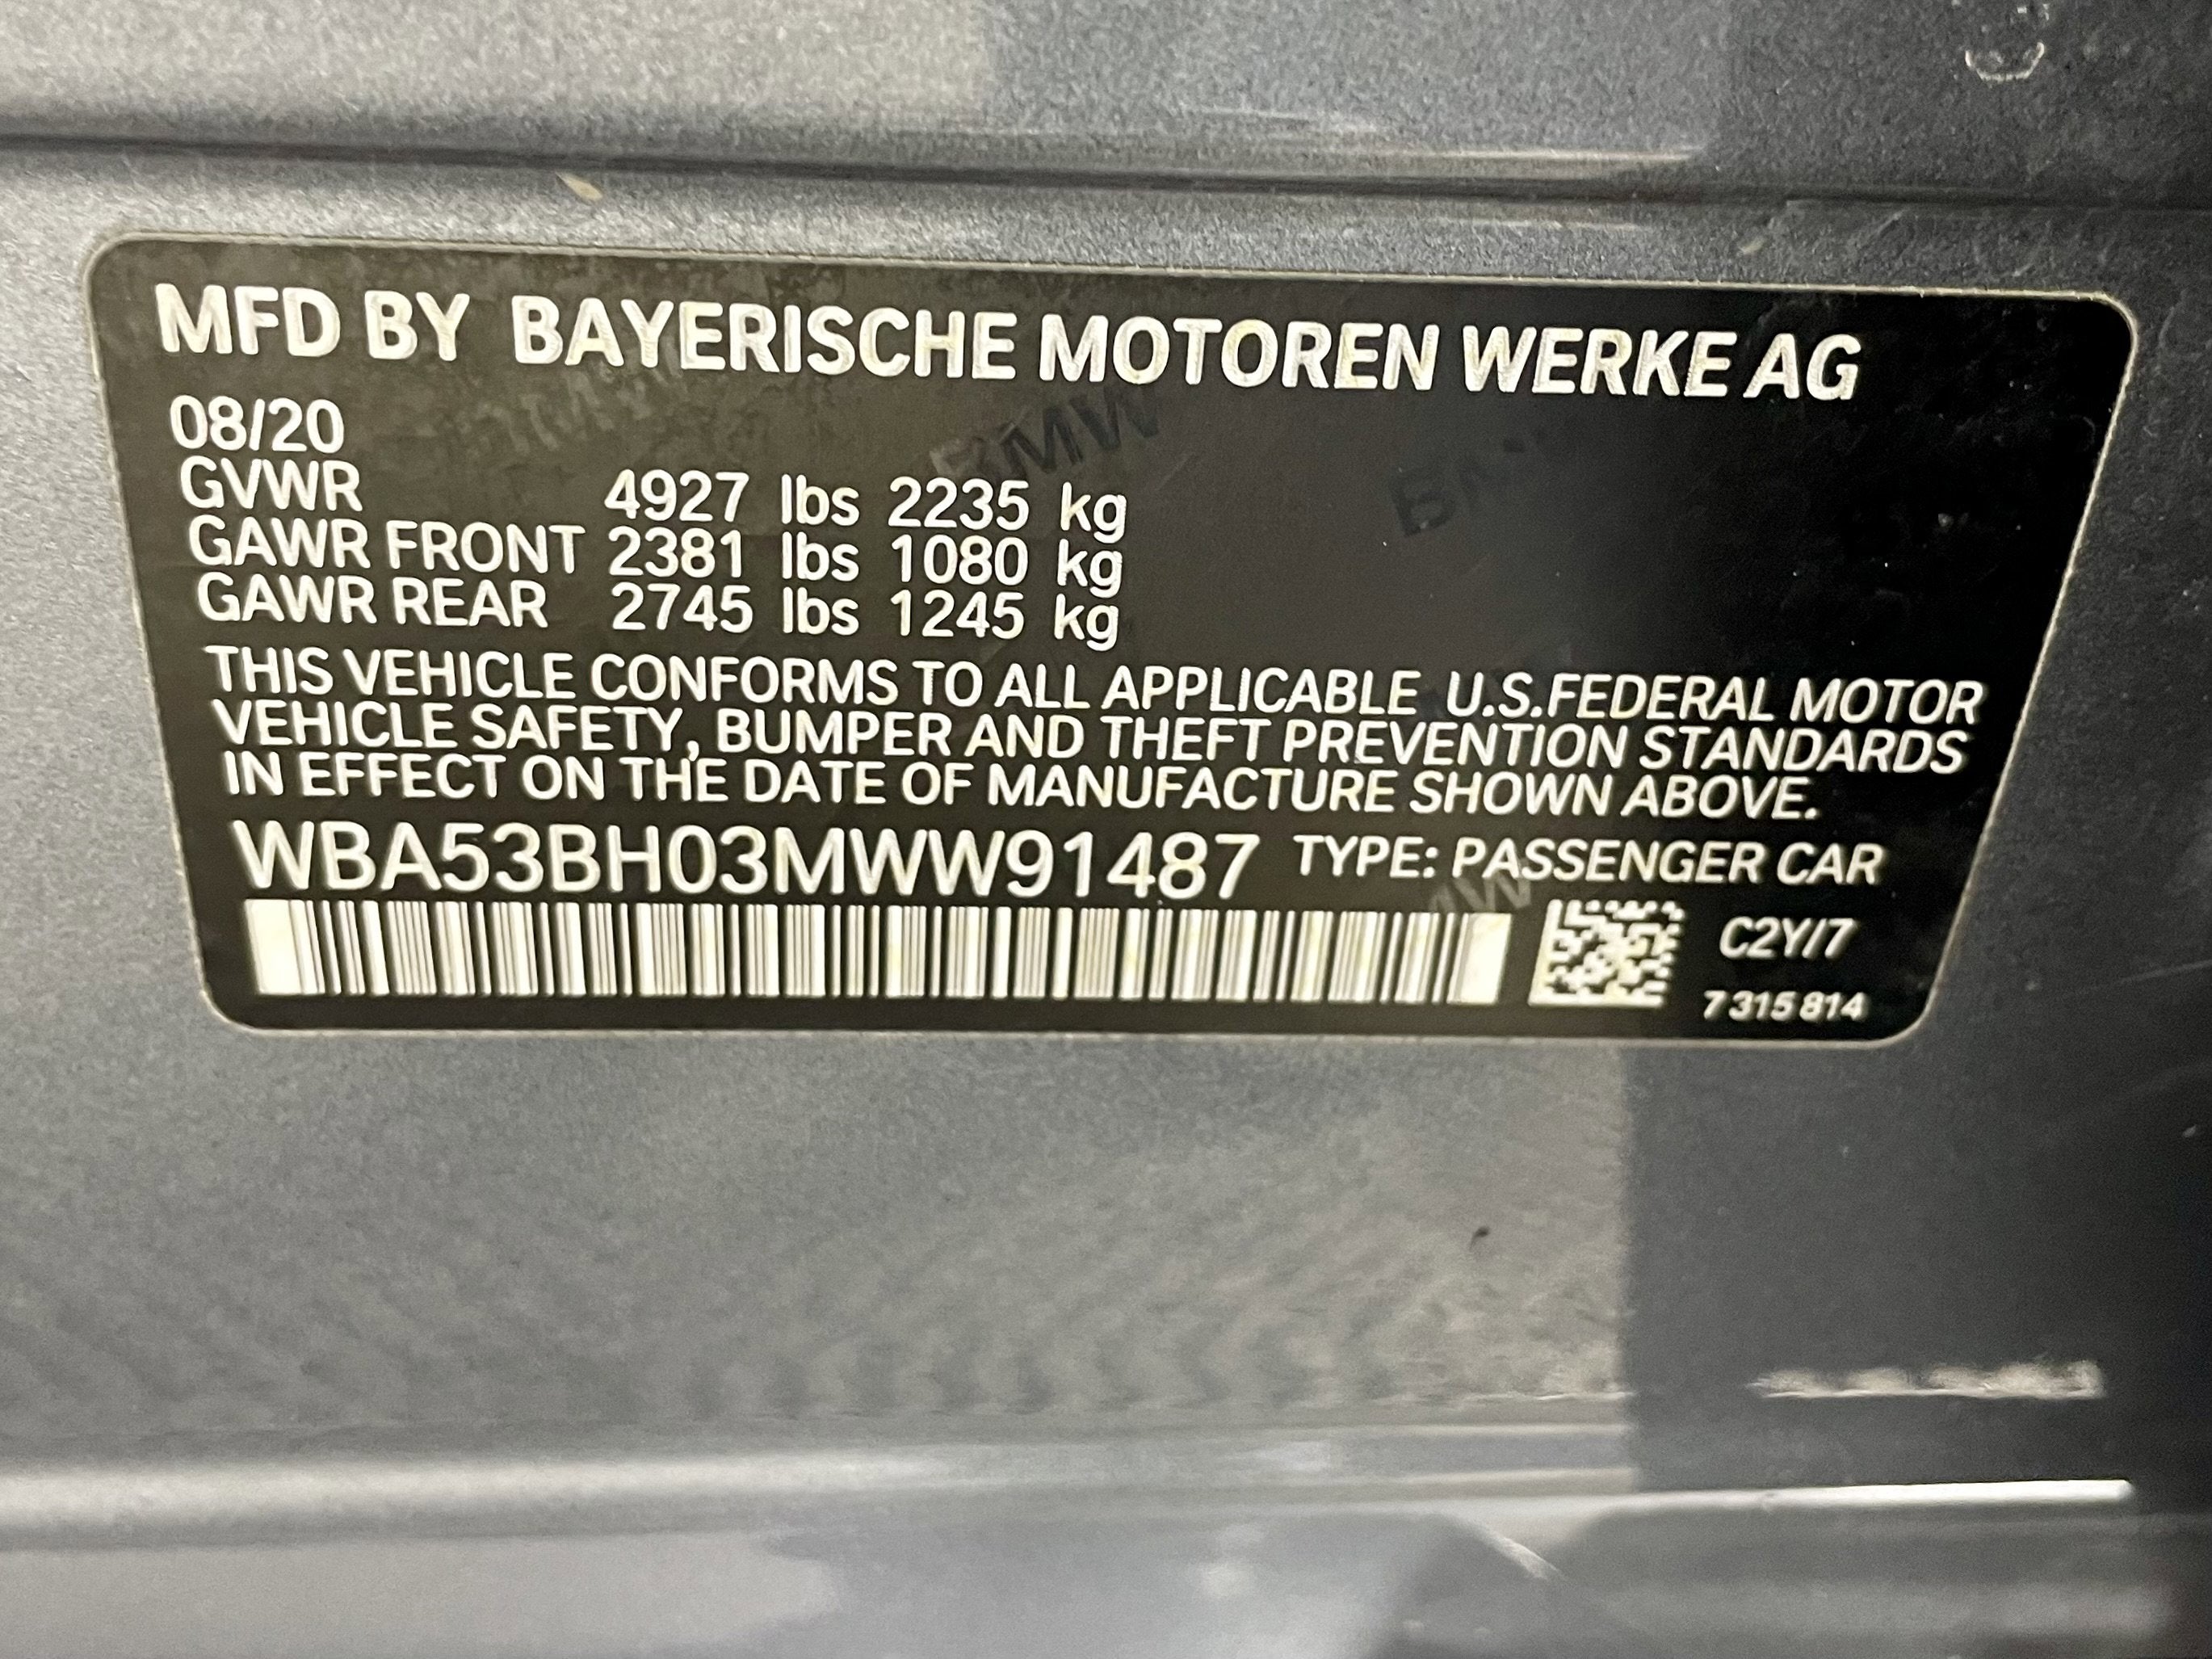 MFD BY BAYERISCHE MOTOREN WERKE AG
08/20
GVWR 4927 lbs 2235 kg
GAWR FRONT 2381 lbs 1080 kg
GAWR REAR 2745 lbs 1245 kg
THIS VEHICLE CONFORMS TO ALL APPLICABLE U.S.FEDERAL MOTOR
VEHICLE SAFETY, BUMPER AND THEFT PREVENTION STANDARDS
IN EFFECT ON THE DATE OF MANUFACTURE SHOWN ABOVE.
WBA53BH03MWW91487 TYPE: PASSENGER CAR
C2Y/7
7 315 814
BMW